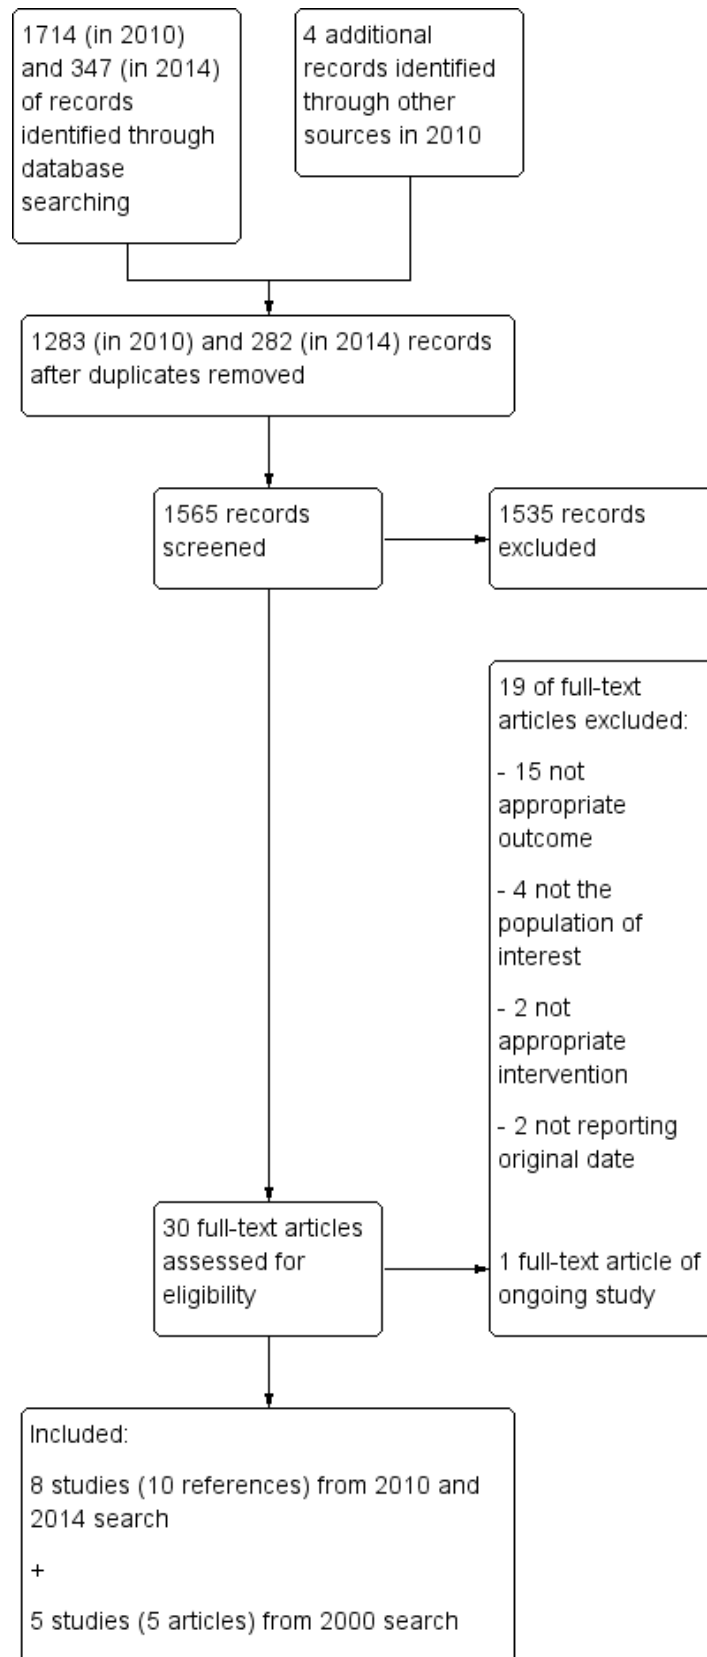 1714 (in 2010)
and 347 (in 2014)
of records
identified through
database
searching
4 additional
records identified
through other
sources in 2010
1283 (in 2010) and 282 (in 2014) records
after duplicates removed
1565 records
screened
1535 records
excluded
19 of full-text
articles excluded:
- 15 not
appropriate
outcome
- 4 not the
population of
interest
- 2 not
appropriate
intervention
- 2 not reporting
original date
1 full-text article of
ongoing study
30 full-text articles
assessed for
eligibility
Included:
8 studies (10 references) from 2010 and
2014 search
+
5 studies (5 articles) from 2000 search